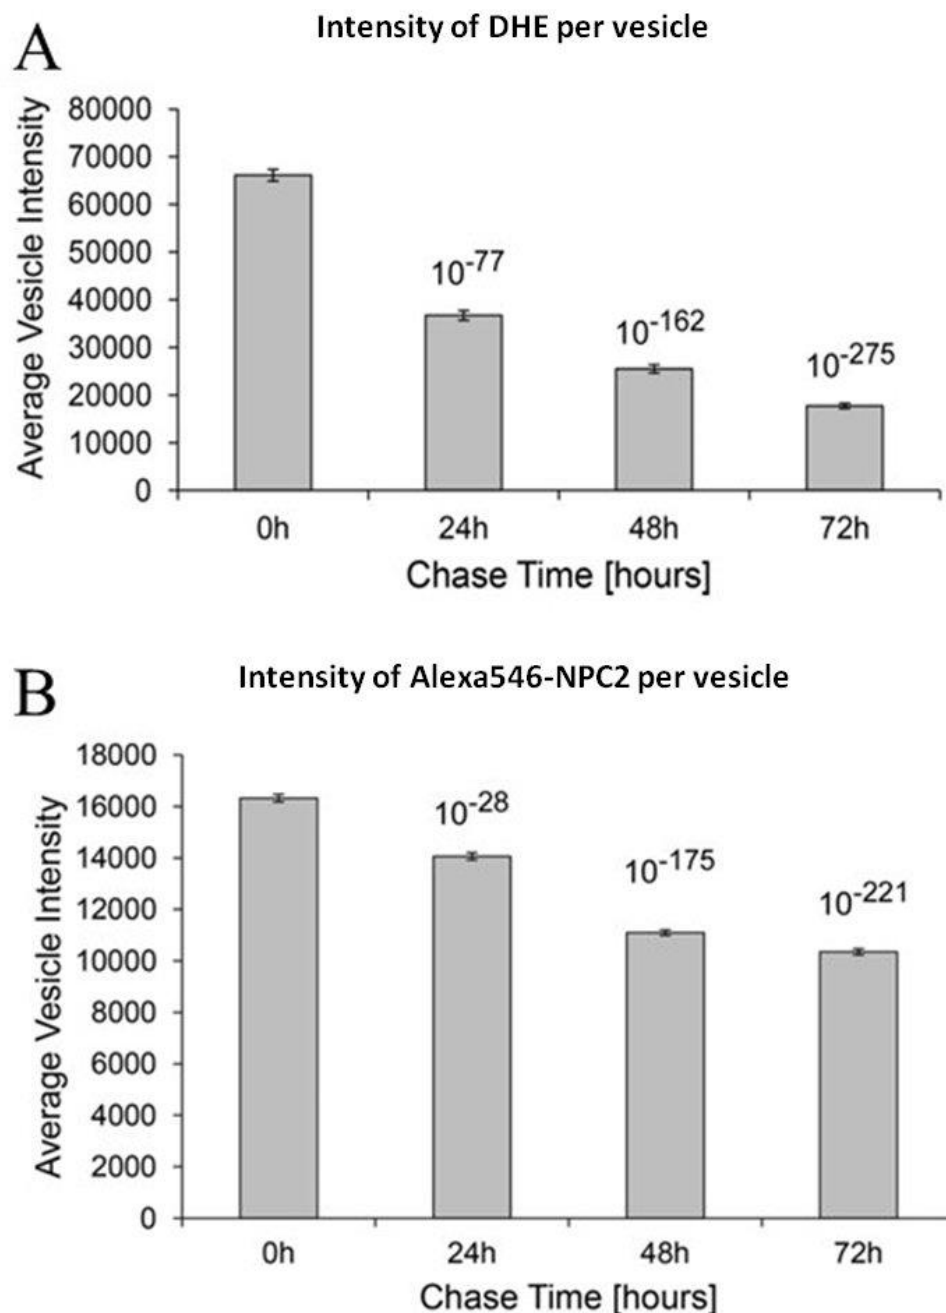 A
Intensity of DHE per vesicle
Average Vesicle Intensity
80000
70000
60000
50000
40000
30000
20000
10000
0
10-77
10-162
10-275
0h 24h 48h 72h
Chase Time [hours]
B
Intensity of Alexa546-NPC2 per vesicle
Average Vesicle Intensity
18000
16000
14000
12000
10000
8000
6000
4000
2000
0
10-28
10-175
10-221
0h 24h 48h 72h
Chase Time [hours]